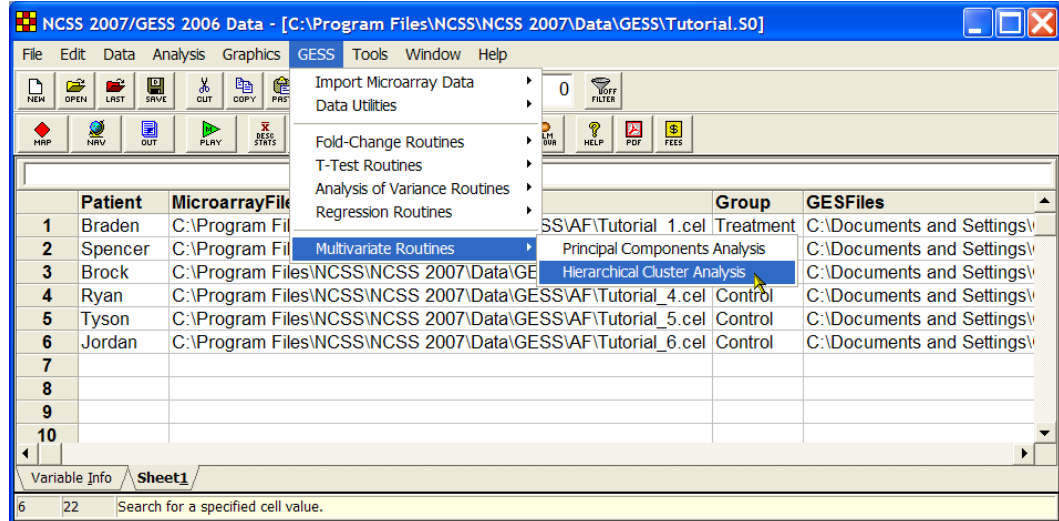 NCSS 2007/GESS 2006 Data - [C:\Program Files\NCSS\NCSS 2007\Data\GESS\Tutorial.S0]
File Edit Data Analysis Graphics GESS Tools Window Help
NEW OPEN LAST SAVE CUT COPY PAST 0 OFF FILTER
MAP NAV OUT PLAY DESC STATS HELP PDF FEES
Import Microarray Data
Data Utilities
Fold-Change Routines
T-Test Routines
Analysis of Variance Routines
Regression Routines
Multivariate Routines
Principal Components Analysis
Hierarchical Cluster Analysis
Patient MicroarrayFile Group GESFiles
1 Braden C:\Program Fil SS\AF\Tutorial_1.cel Treatment C:\Documents and Settings\
2 Spencer C:\Program Fil C:\Documents and Settings\
3 Brock C:\Program Files\NCSS\NCSS 2007\Data\GE C:\Documents and Settings\
4 Ryan C:\Program Files\NCSS\NCSS 2007\Data\GESS\AF\Tutorial_4.cel Control C:\Documents and Settings\
5 Tyson C:\Program Files\NCSS\NCSS 2007\Data\GESS\AF\Tutorial_5.cel Control C:\Documents and Settings\
6 Jordan C:\Program Files\NCSS\NCSS 2007\Data\GESS\AF\Tutorial_6.cel Control C:\Documents and Settings\
7
8
9
10
Variable Info Sheet1
6 22 Search for a specified cell value.